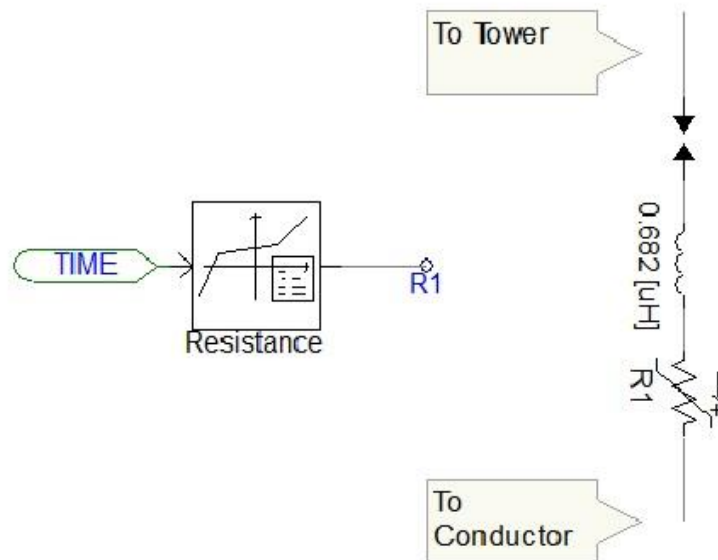 To Tower
TIME
R1
Resistance
0.682 [uH]
R1
+
To
Conductor